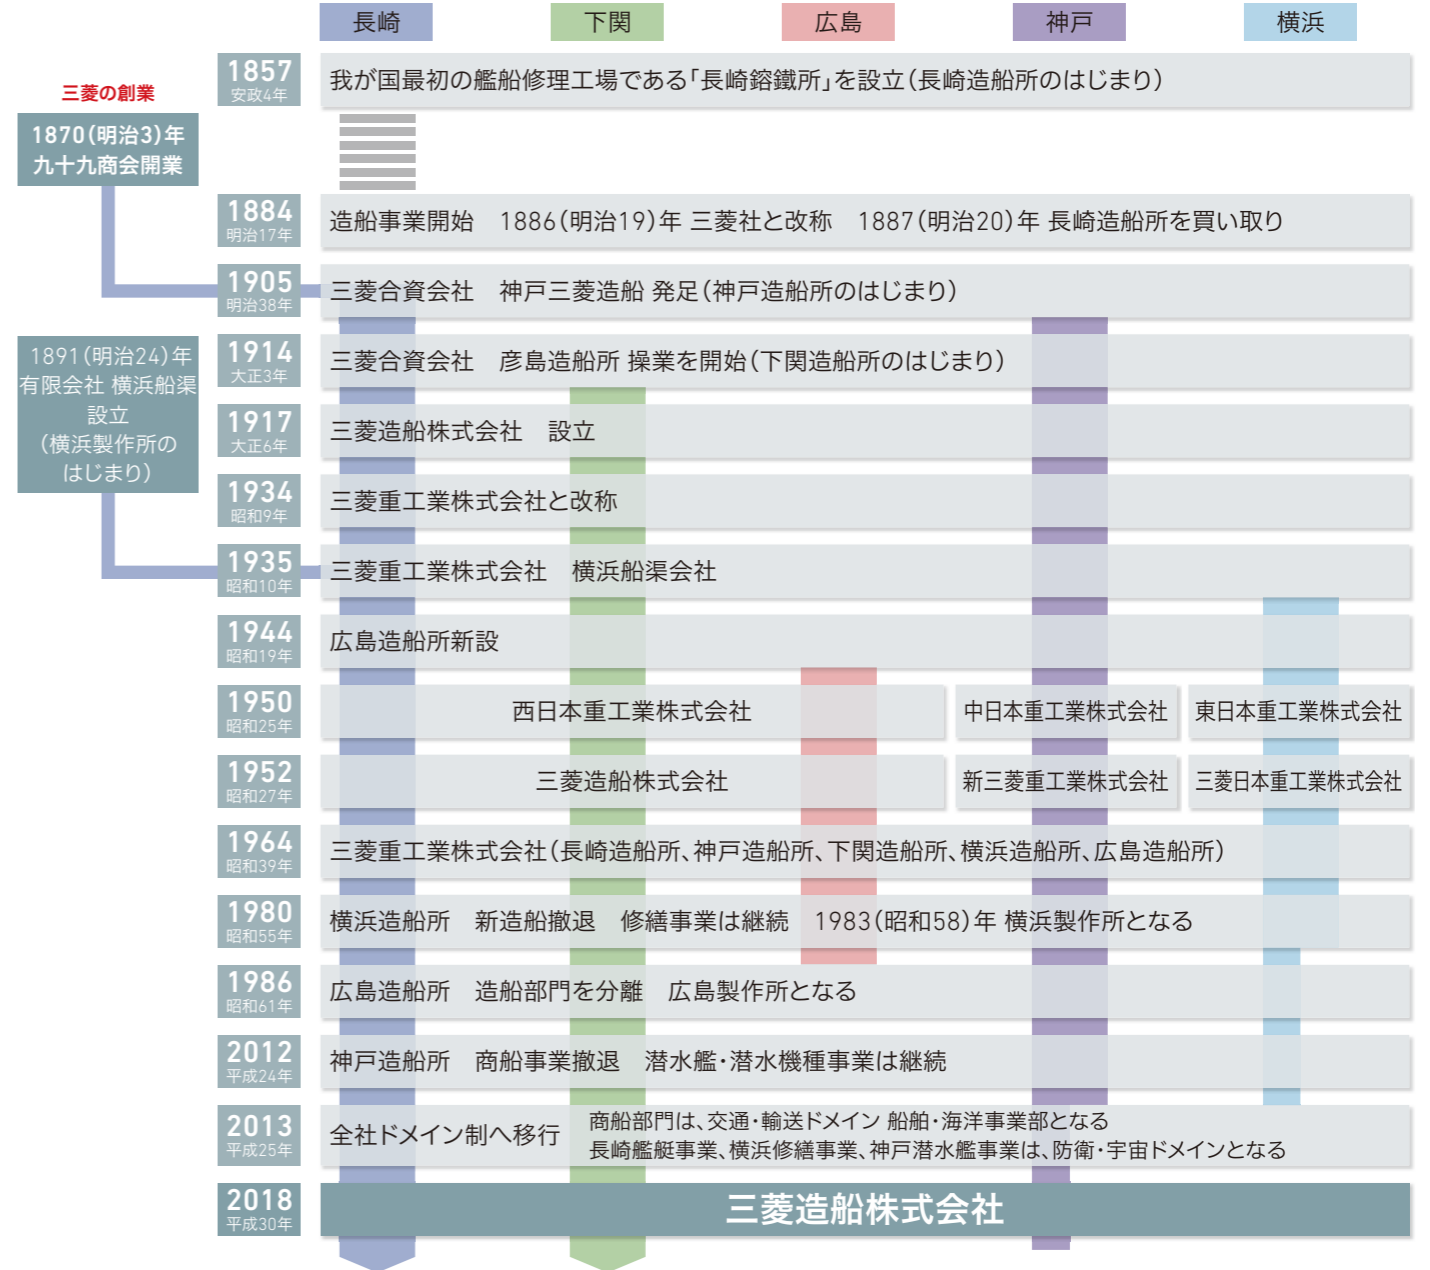 長崎
下関
広島
神戸
横浜
三菱の創業
1870(明治3)年
九十九商会開業
1891(明治24)年
有限会社 横浜船渠
設立
(横浜製作所の
はじまり)
1857
安政4年
我が国最初の艦船修理工場である「長崎鎔鐵所」を設立(長崎造船所のはじまり)
1884
明治17年
造船事業開始 1886(明治19)年 三菱社と改称 1887(明治20)年 長崎造船所を買い取り
1905
明治38年
三菱合資会社 神戸三菱造船 発足(神戸造船所のはじまり)
1914
大正3年
三菱合資会社 彦島造船所 操業を開始(下関造船所のはじまり)
1917
大正6年
三菱造船株式会社 設立
1934
昭和9年
三菱重工業株式会社と改称
1935
昭和10年
三菱重工業株式会社 横浜船渠会社
1944
昭和19年
広島造船所新設
1950
昭和25年
西日本重工業株式会社
中日本重工業株式会社
東日本重工業株式会社
1952
昭和27年
三菱造船株式会社
新三菱重工業株式会社
三菱日本重工業株式会社
1964
昭和39年
三菱重工業株式会社(長崎造船所、神戸造船所、下関造船所、横浜造船所、広島造船所)
1980
昭和55年
横浜造船所 新造船撤退 修繕事業は継続 1983(昭和58)年 横浜製作所となる
1986
昭和61年
広島造船所 造船部門を分離 広島製作所となる
2012
平成24年
神戸造船所 商船事業撤退 潜水艦・潜水機種事業は継続
2013
平成25年
全社ドメイン制へ移行
商船部門は、交通・輸送ドメイン 船舶・海洋事業部となる
長崎艦艇事業、横浜修繕事業、神戸潜水艦事業は、防衛・宇宙ドメインとなる
2018
平成30年
三菱造船株式会社